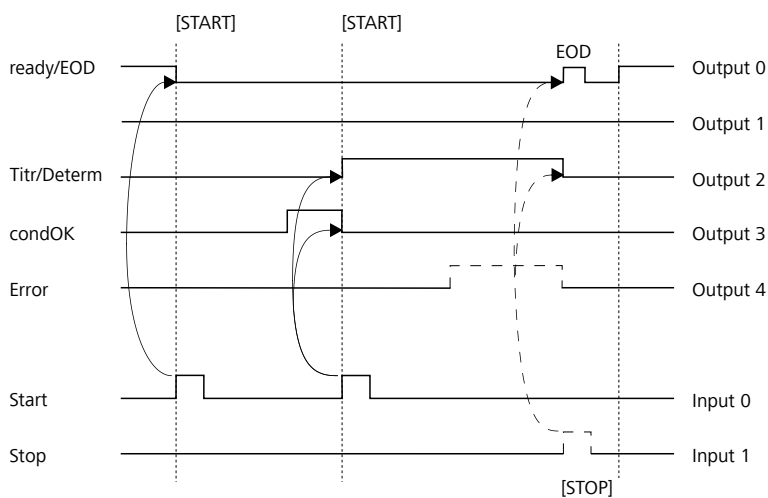 [START] [START]
EOD
ready/EOD Output 0
Output 1
Titr/Determ Output 2
condOK Output 3
Error Output 4
Start Input 0
Stop Input 1
[STOP]